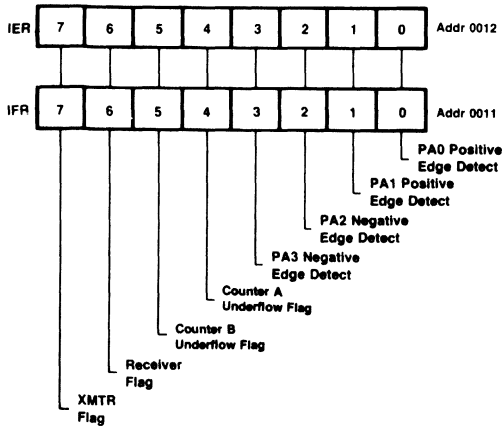 IER 7 6 5 4 3 2 1 0 Addr 0012
IFR 7 6 5 4 3 2 1 0 Addr 0011
PA0 Positive
Edge Detect
PA1 Positive
Edge Detect
PA2 Negative
Edge Detect
PA3 Negative
Edge Detect
Counter A
Underflow Flag
Counter B
Underflow Flag
Receiver
Flag
XMTR
Flag